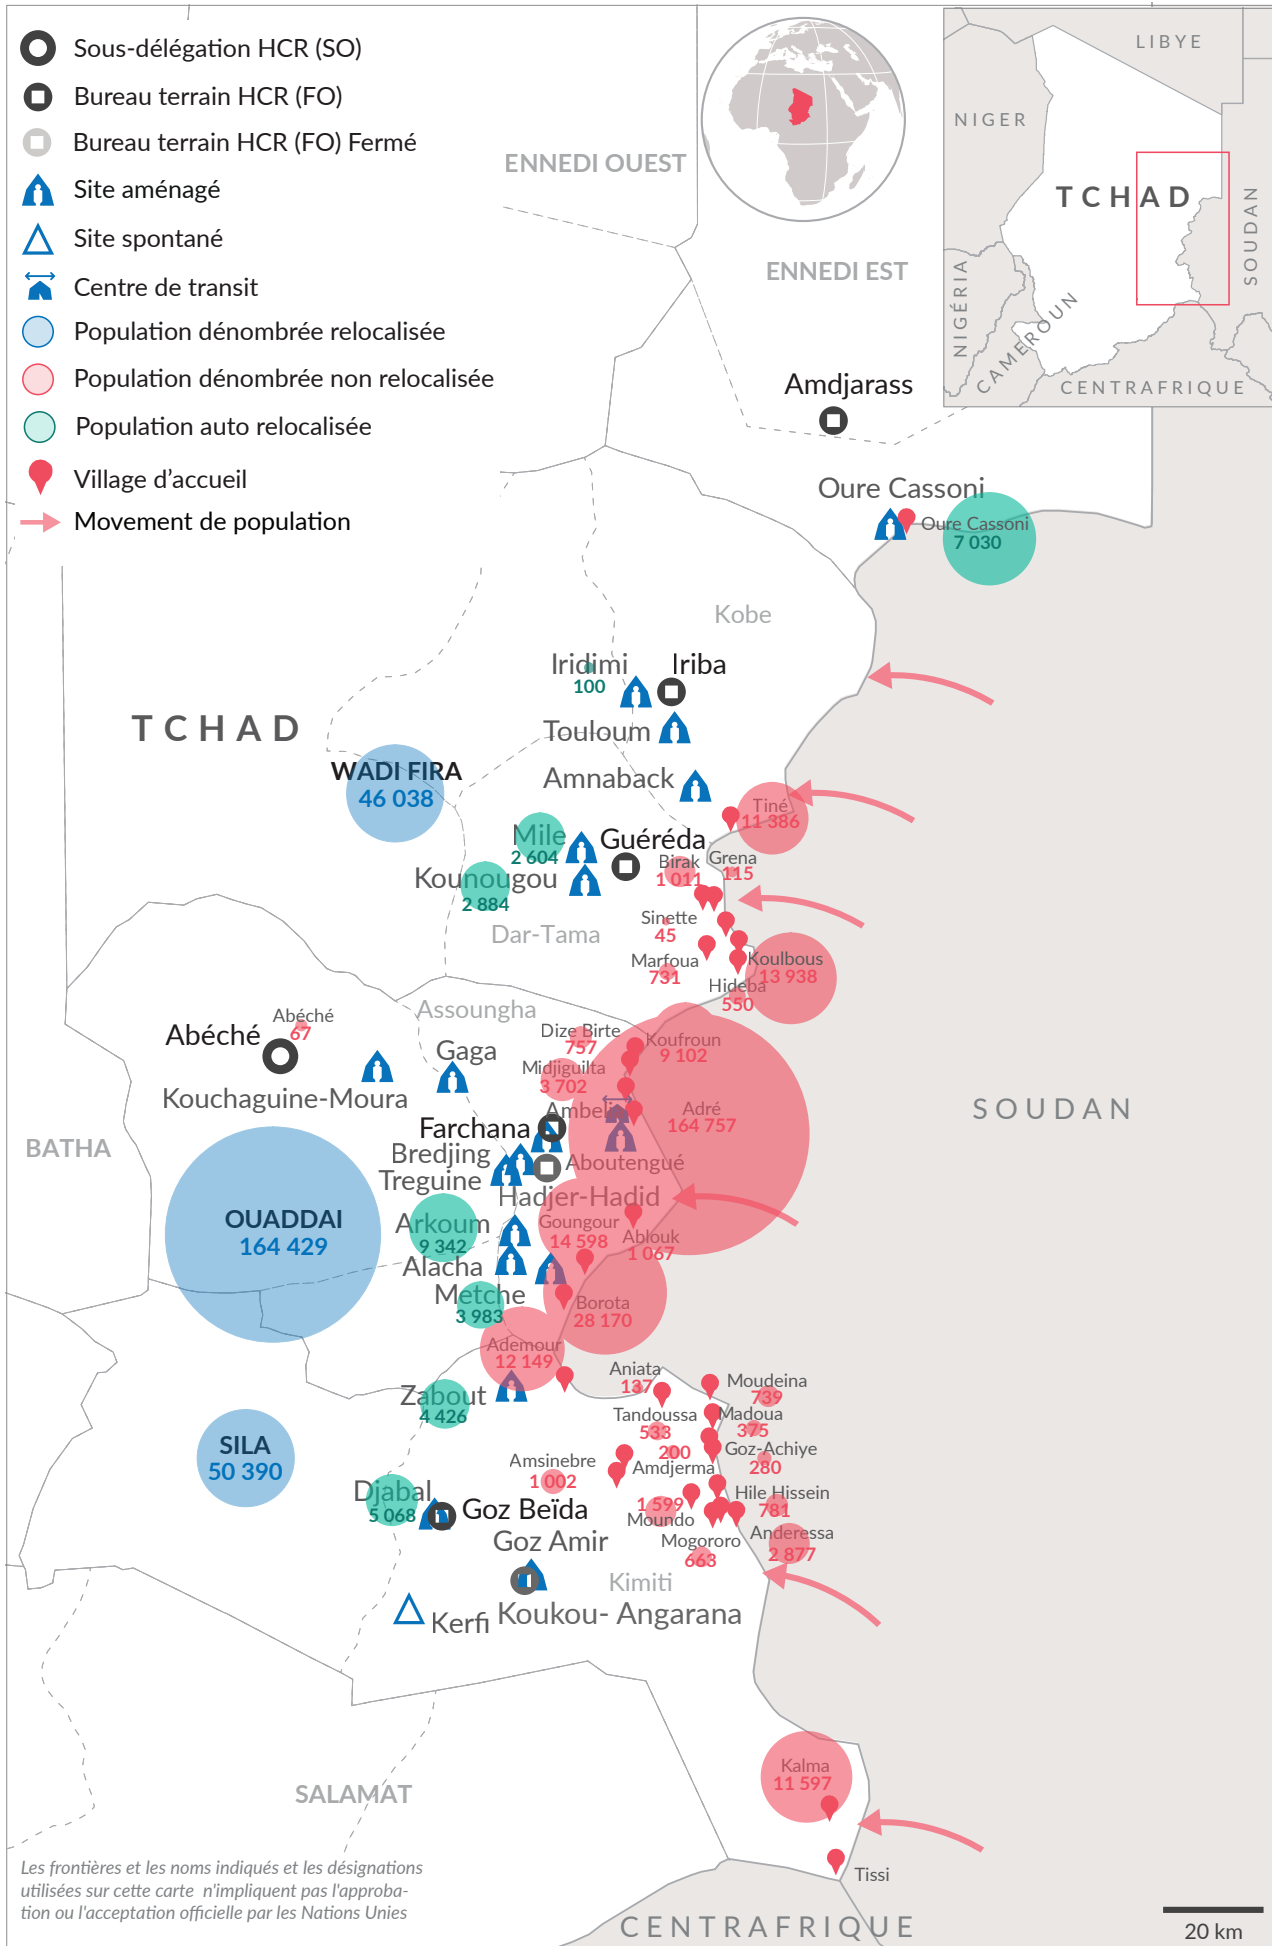 Sous-délégation HCR (SO)
Bureau terrain HCR (FO)
Bureau terrain HCR (FO) Fermé
Site aménagé
Site spontané
Centre de transit
Population dénombrée relocalisée
Population dénombrée non relocalisée
Population auto relocalisée
Village d'accueil
Movement de population
LIBYE
NIGER
TCHAD
SOUDAN
NIGÉRIA
CAMEROUN
CENTRAFRIQUE
ENNEDI OUEST
ENNEDI EST
Amdjarass
Oure Cassoni
Oure Cassoni
7 030
Kobe
Iridimi
100
Iriba
Touloum
TCHAD
WADI FIRA
46 038
Amnaback
Tiné
11 386
Mile
2 604
Guéréda
Birak
1 011
Grena
115
Kounougou
2 884
Sinette
45
Dar-Tama
Marfoua
731
Koulbous
13 938
Hideba
550
Assoungha
Abéché
67
Abéché
Dize Birte
757
Koufroun
9 102
Gaga
Midjiguilta
3 702
Kouchaguine-Moura
Ambelia
Adré
164 757
SOUDAN
Farchana
BATHA
Bredjing
Aboutengué
Treguine
Hadjer-Hadid
OUADDAI
164 429
Arkoum
9 342
Goungour
14 598
Ablouk
1 067
Alacha
Metche
3 983
Borota
28 170
Ademour
12 149
Aniata
137
Moudeina
739
Zabout
4 426
Tandoussa
533
Madoua
375
SILA
50 390
200
Amdjerma
Goz-Achiye
280
Amsinebre
1 002
Djabal
5 068
Goz Beïda
1 599
Moundo
Hile Hissein
781
Goz Amir
Mogororo
663
Anderessa
2 877
Kimiti
Koukou- Angarana
Kerfi
Kalma
11 597
SALAMAT
Tissi
Les frontières et les noms indiqués et les désignations
utilisées sur cette carte n'impliquent pas l'approba-
tion ou l'acceptation officielle par les Nations Unies
CENTRAFRIQUE
20 km